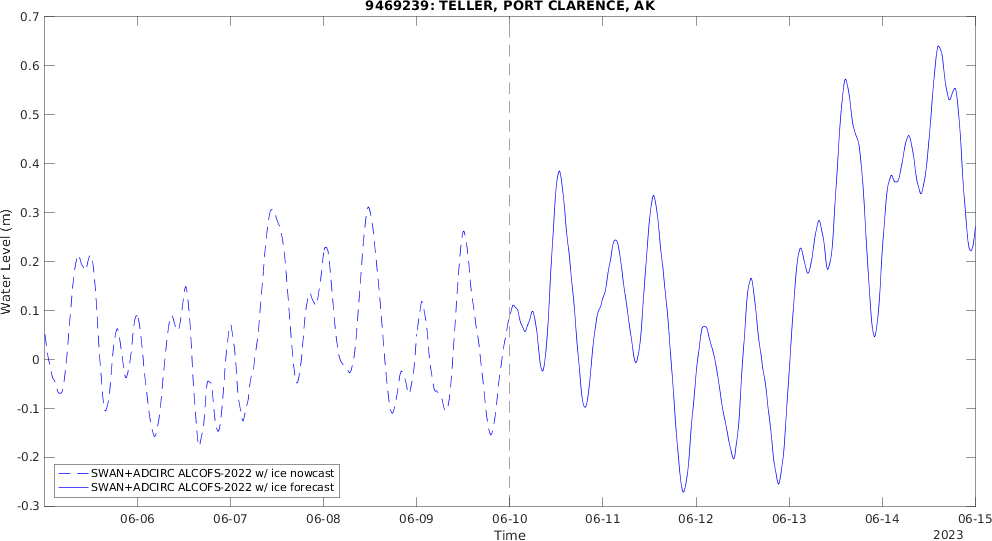 9469239: TELLER, PORT CLARENCE, AK
0.7
0.6
0.5
0.4
0.3
0.2
0.1
0
-0.1
-0.2
-0.3
Water Level (m)
SWAN+ADCIRC ALCOFS-2022 w/ ice nowcast
SWAN+ADCIRC ALCOFS-2022 w/ ice forecast
06-06 06-07 06-08 06-09 06-10 06-11 06-12 06-13 06-14 06-15
Time
2023